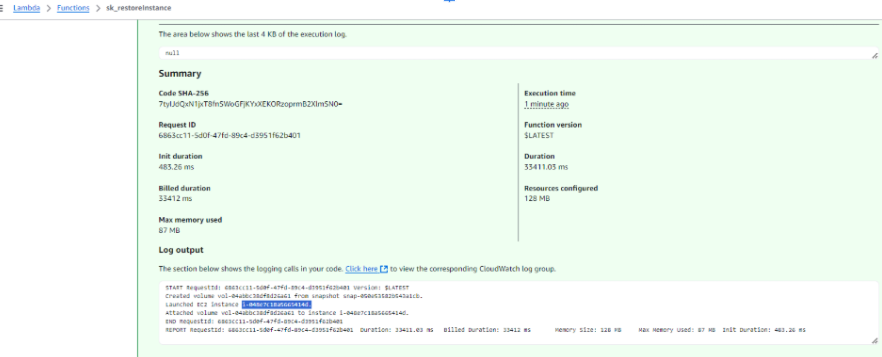 Lambda > Functions > sk_restoreInstance
The area below shows the last 4 KB of the execution log.
null
Summary
Code SHA-256
Execution time
1 minute ago
Request ID
6863cc11-5d0f-47fd-89c4-d3951f62b401
Function version
$LATEST
Init duration
483.26 ms
Duration
33411.03 ms
Billed duration
33412 ms
Resources configured
128 MB
Max memory used
87 MB
Log output
The section below shows the logging calls in your code. Click here to view the corresponding CloudWatch log group.
START RequestId: 6863cc11-5d0f-47fd-89c4-d3951f62b401 Version: $LATEST
Created volume vol-04abbc38df8d26a61 from snapshot
Launched EC2 instance
Attached volume vol-04abbc38df8d26a61 to instance
END RequestId: 6863cc11-5d0f-47fd-89c4-d3951f62b401
REPORT RequestId: 6863cc11-5d0f-47fd-89c4-d3951f62b401 Duration: 33411.03 ms Billed Duration: 33412 ms Memory Size: 128 MB Max Memory Used: 87 MB Init Duration: 483.26 ms